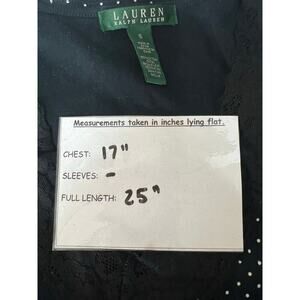 LAUREN
RALPH LAUREN
Measurements taken in inches lying flat.
CHEST: 17"
SLEEVES: -
FULL LENGTH: 25"